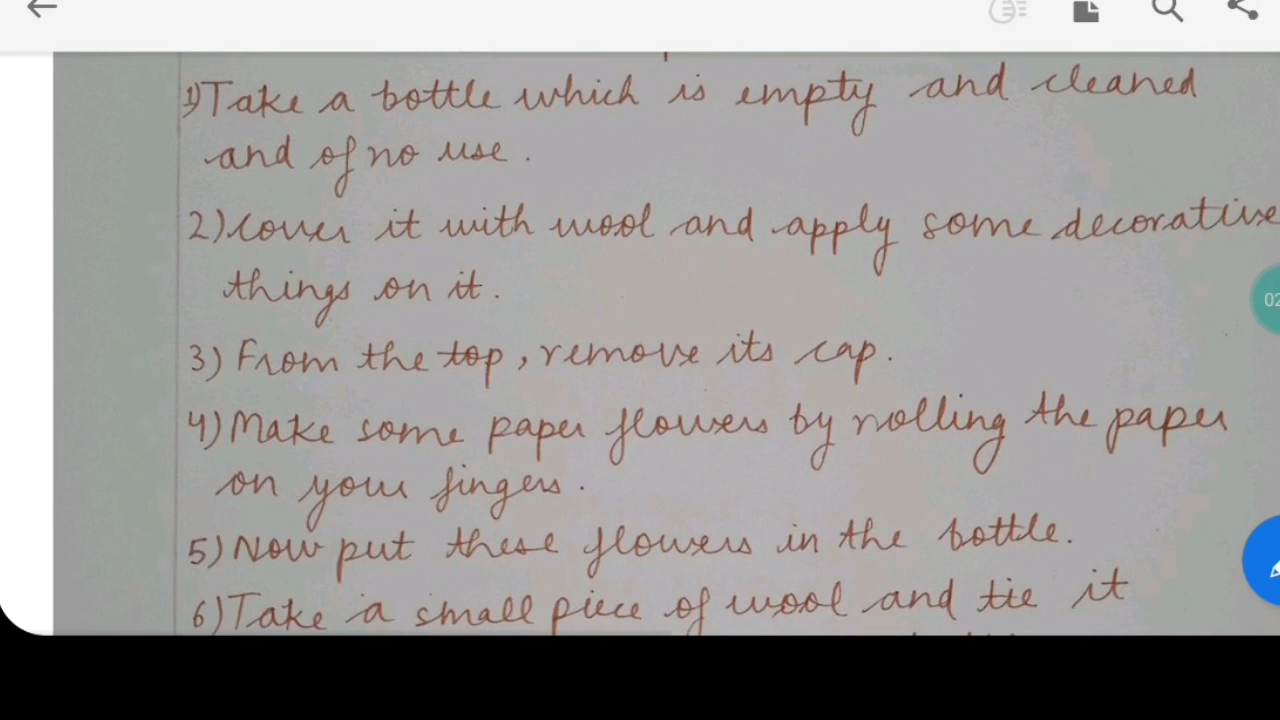 1) Take a bottle which is empty and cleaned
and of no use.
2) Cover it with wool and apply some decorative
things on it.
3) From the top, remove its cap.
4) Make some paper flowers by rolling the paper
on your fingers.
5) Now put these flowers in the bottle.
6) Take a small piece of wool and tie it
02